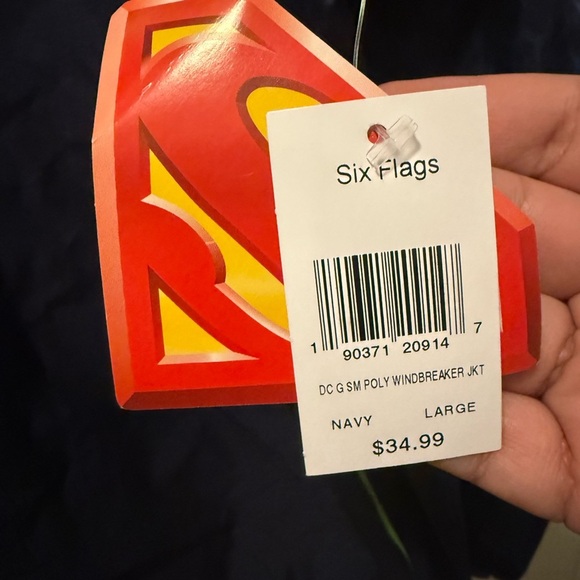 Six Flags
1 90371 20914 7
DC G SM POLY WINDBREAKER JKT
NAVY LARGE
$34.99